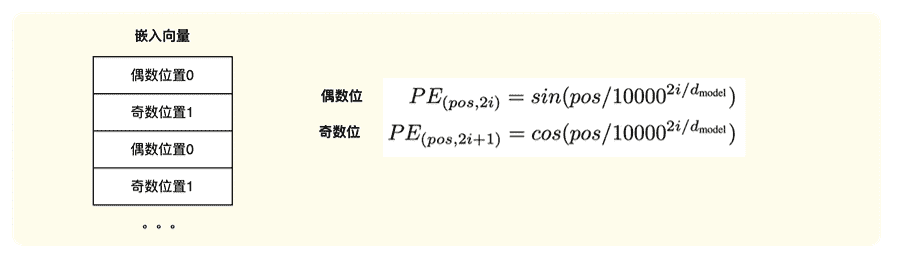 嵌入向量
偶数位置0
奇数位置1
偶数位置0
奇数位置1
。。。
偶数位 PE(pos,2i) = sin(pos/10000^{2i/d_model})
奇数位 PE(pos,2i+1) = cos(pos/10000^{2i/d_model})